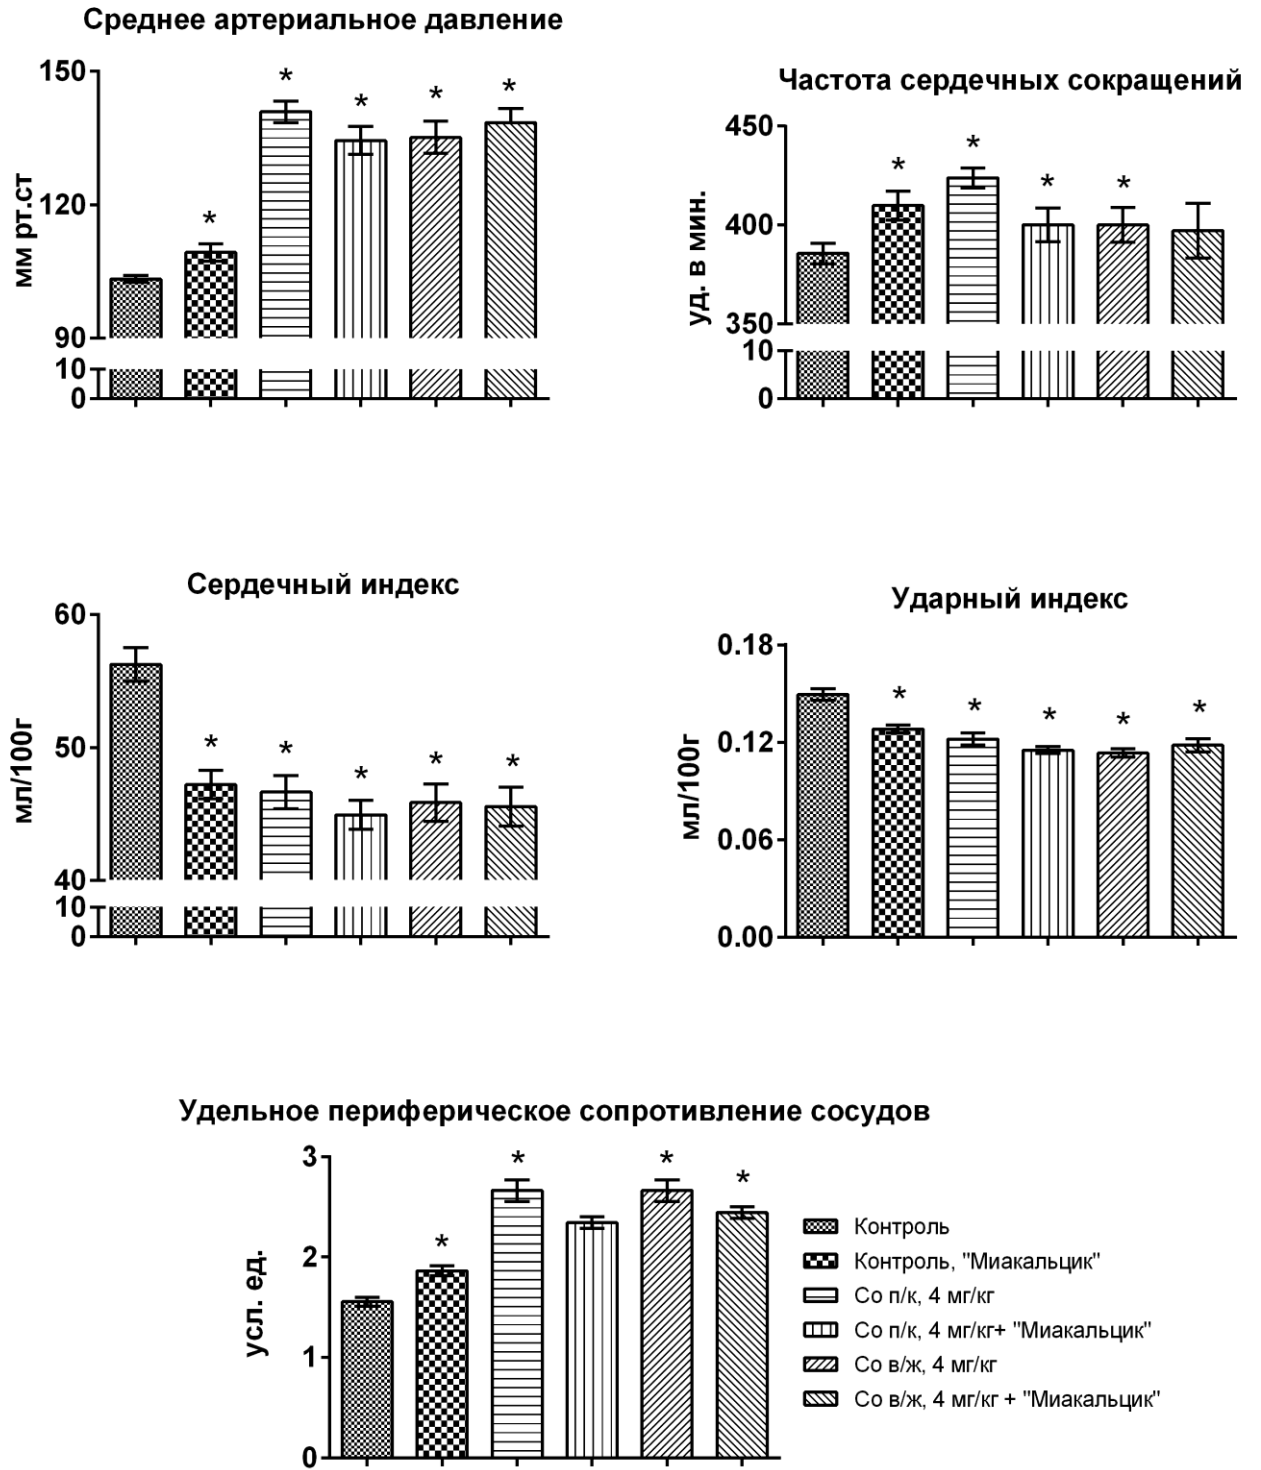 Среднее артериальное давление
мм рт.ст
150
120
90
10
0
*
*
*
*
*
Частота сердечных сокращений
уд. в мин.
450
400
350
10
0
*
*
*
*
Сердечный индекс
мл/100г
60
50
40
10
0
*
*
*
*
*
Ударный индекс
мл/100г
0.18
0.12
0.06
0.00
*
*
*
*
*
Удельное периферическое сопротивление сосудов
усл. ед.
3
2
1
0
*
*
*
*
Контроль
Контроль, "Миакальцик"
Co п/к, 4 мг/кг
Co п/к, 4 мг/кг+ "Миакальцик"
Co в/ж, 4 мг/кг
Co в/ж, 4 мг/кг + "Миакальцик"